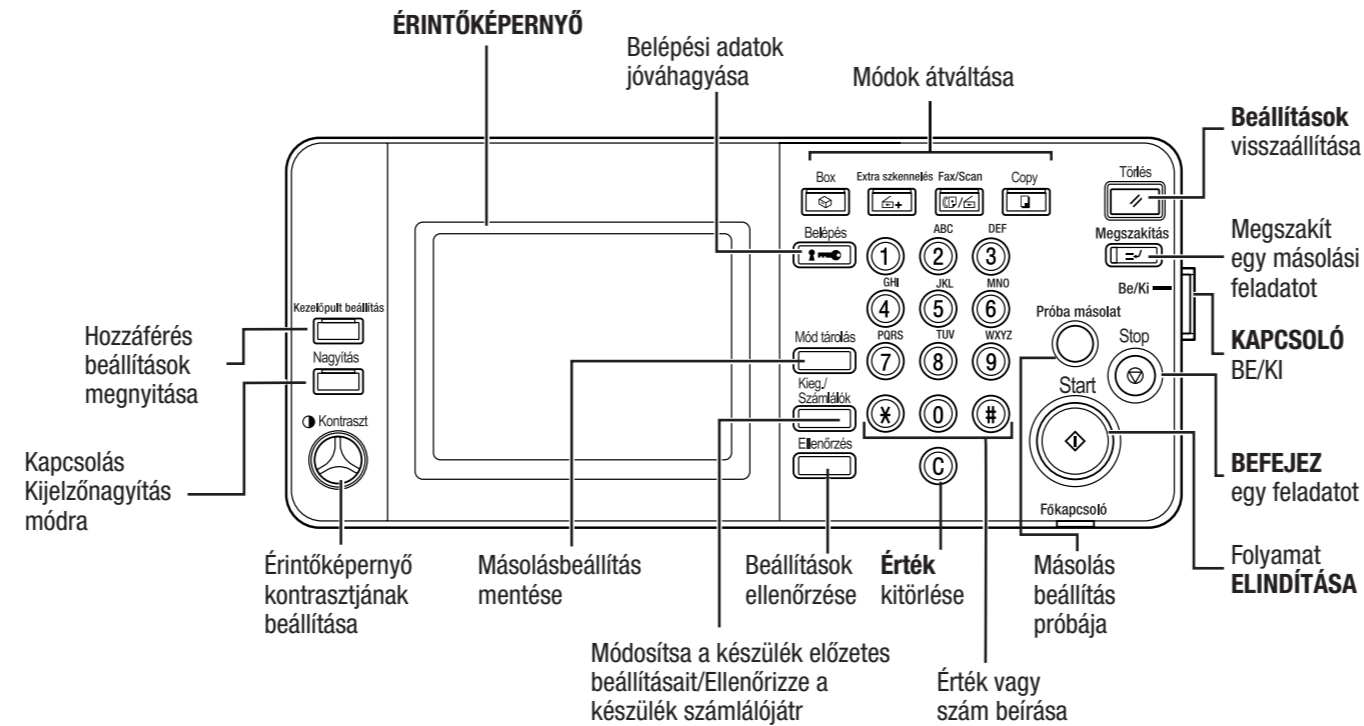 ÉRINTŐKÉPERNYŐ
Belépési adatok
jóváhagyása
Módok átváltása
Beállítások
visszaállítása
Box
Extra szkennelés
Fax/Scan
Copy
Törlés
Belépés
ABC
DEF
1
2
3
Megszakítás
Megszakít
egy másolási
feladatot
GHI
JKL
MNO
4
5
6
Be/Ki
Kezelőpult beállítás
Próba másolat
Hozzáférés
beállítások
megnyitása
Mód tárolás
PQRS
TUV
WXYZ
7
8
9
Stop
KAPCSOLÓ
BE/KI
Nagyítás
Kieg./
Számlálók
Start
0
#
Kontraszt
Ellenőrzés
C
Kapcsolás
Kijelzőnagyítás
módra
BEFEJEZ
egy feladatot
Főkapcsoló
Érintőképernyő
kontrasztjának
beállítása
Másolásbeállítás
mentése
Beállítások
ellenőrzése
Érték
kitörlése
Másolás
beállítás
próbája
Folyamat
ELINDÍTÁSA
Módosítsa a készülék előzetes
beállításait/Ellenőrizze a
készülék számlálójátr
Érték vagy
szám beírása